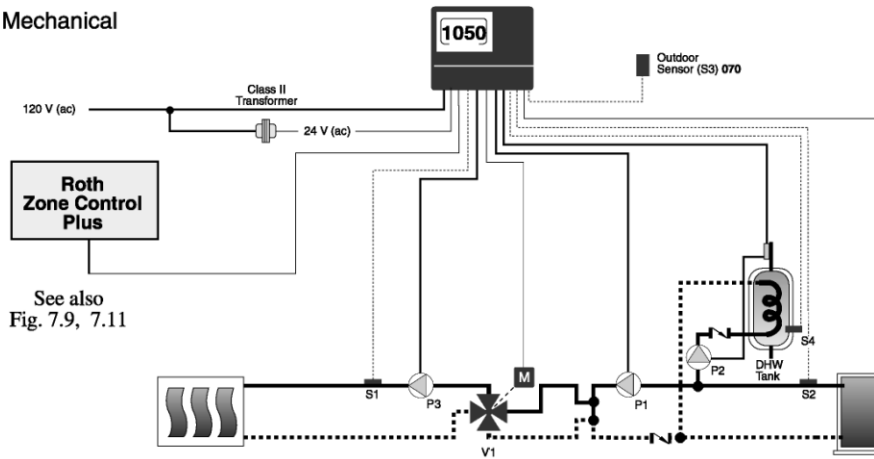 Mechanical
1050
Outdoor
Sensor (S3) 070
Class II
Transformer
120 V (ac)
24 V (ac)
Roth
Zone Control
Plus
See also
Fig. 7.9, 7.11
S4
P2
DHW
Tank
M
S1
P3
P1
S2
V1